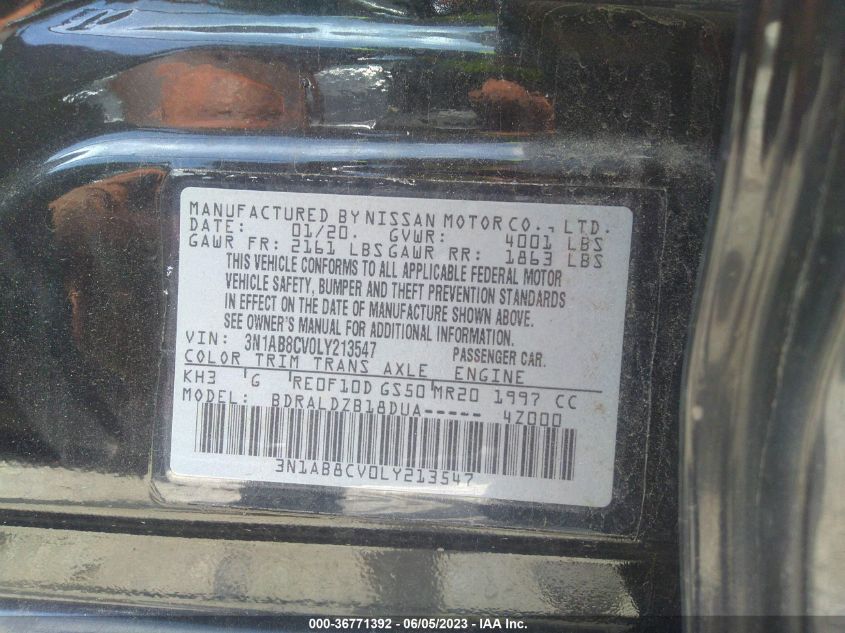 MANUFACTURED BY NISSAN MOTOR CO., LTD.
DATE: 01/20. GVWR: 4001 LBS
GAWR FR: 2161 LBS GAWR RR: 1863 LBS
THIS VEHICLE CONFORMS TO ALL APPLICABLE FEDERAL MOTOR
VEHICLE SAFETY, BUMPER AND THEFT PREVENTION STANDARDS
IN EFFECT ON THE DATE OF MANUFACTURE SHOWN ABOVE.
SEE OWNER'S MANUAL FOR ADDITIONAL INFORMATION.
VIN: 3N1AB8CV0LY213547 PASSENGER CAR.
COLOR TRIM TRANS AXLE ENGINE
KH3 G RE0F10D GS50 MR20 1997 CC
MODEL: BDRALDZB18DUA----- 4Z000
3N1AB8CV0LY213547
000-36771392 - 06/05/2023 - IAA Inc.